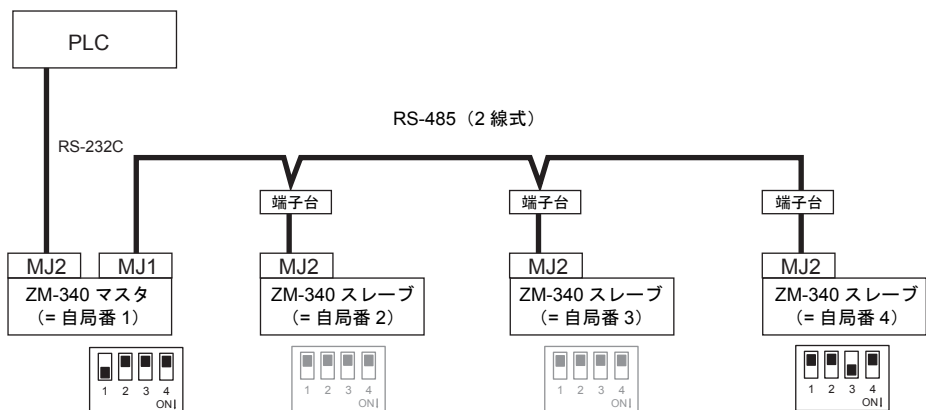 PLC
RS-485（2 線式）
RS-232C
端子台
端子台
端子台
MJ2
MJ1
MJ2
MJ2
MJ2
ZM-340 マスタ
（= 自局番 1）
ZM-340 スレーブ
（= 自局番 2）
ZM-340 スレーブ
（= 自局番 3）
ZM-340 スレーブ
（= 自局番 4）
1 2 3 4
ON
1 2 3 4
ON
1 2 3 4
ON
1 2 3 4
ON